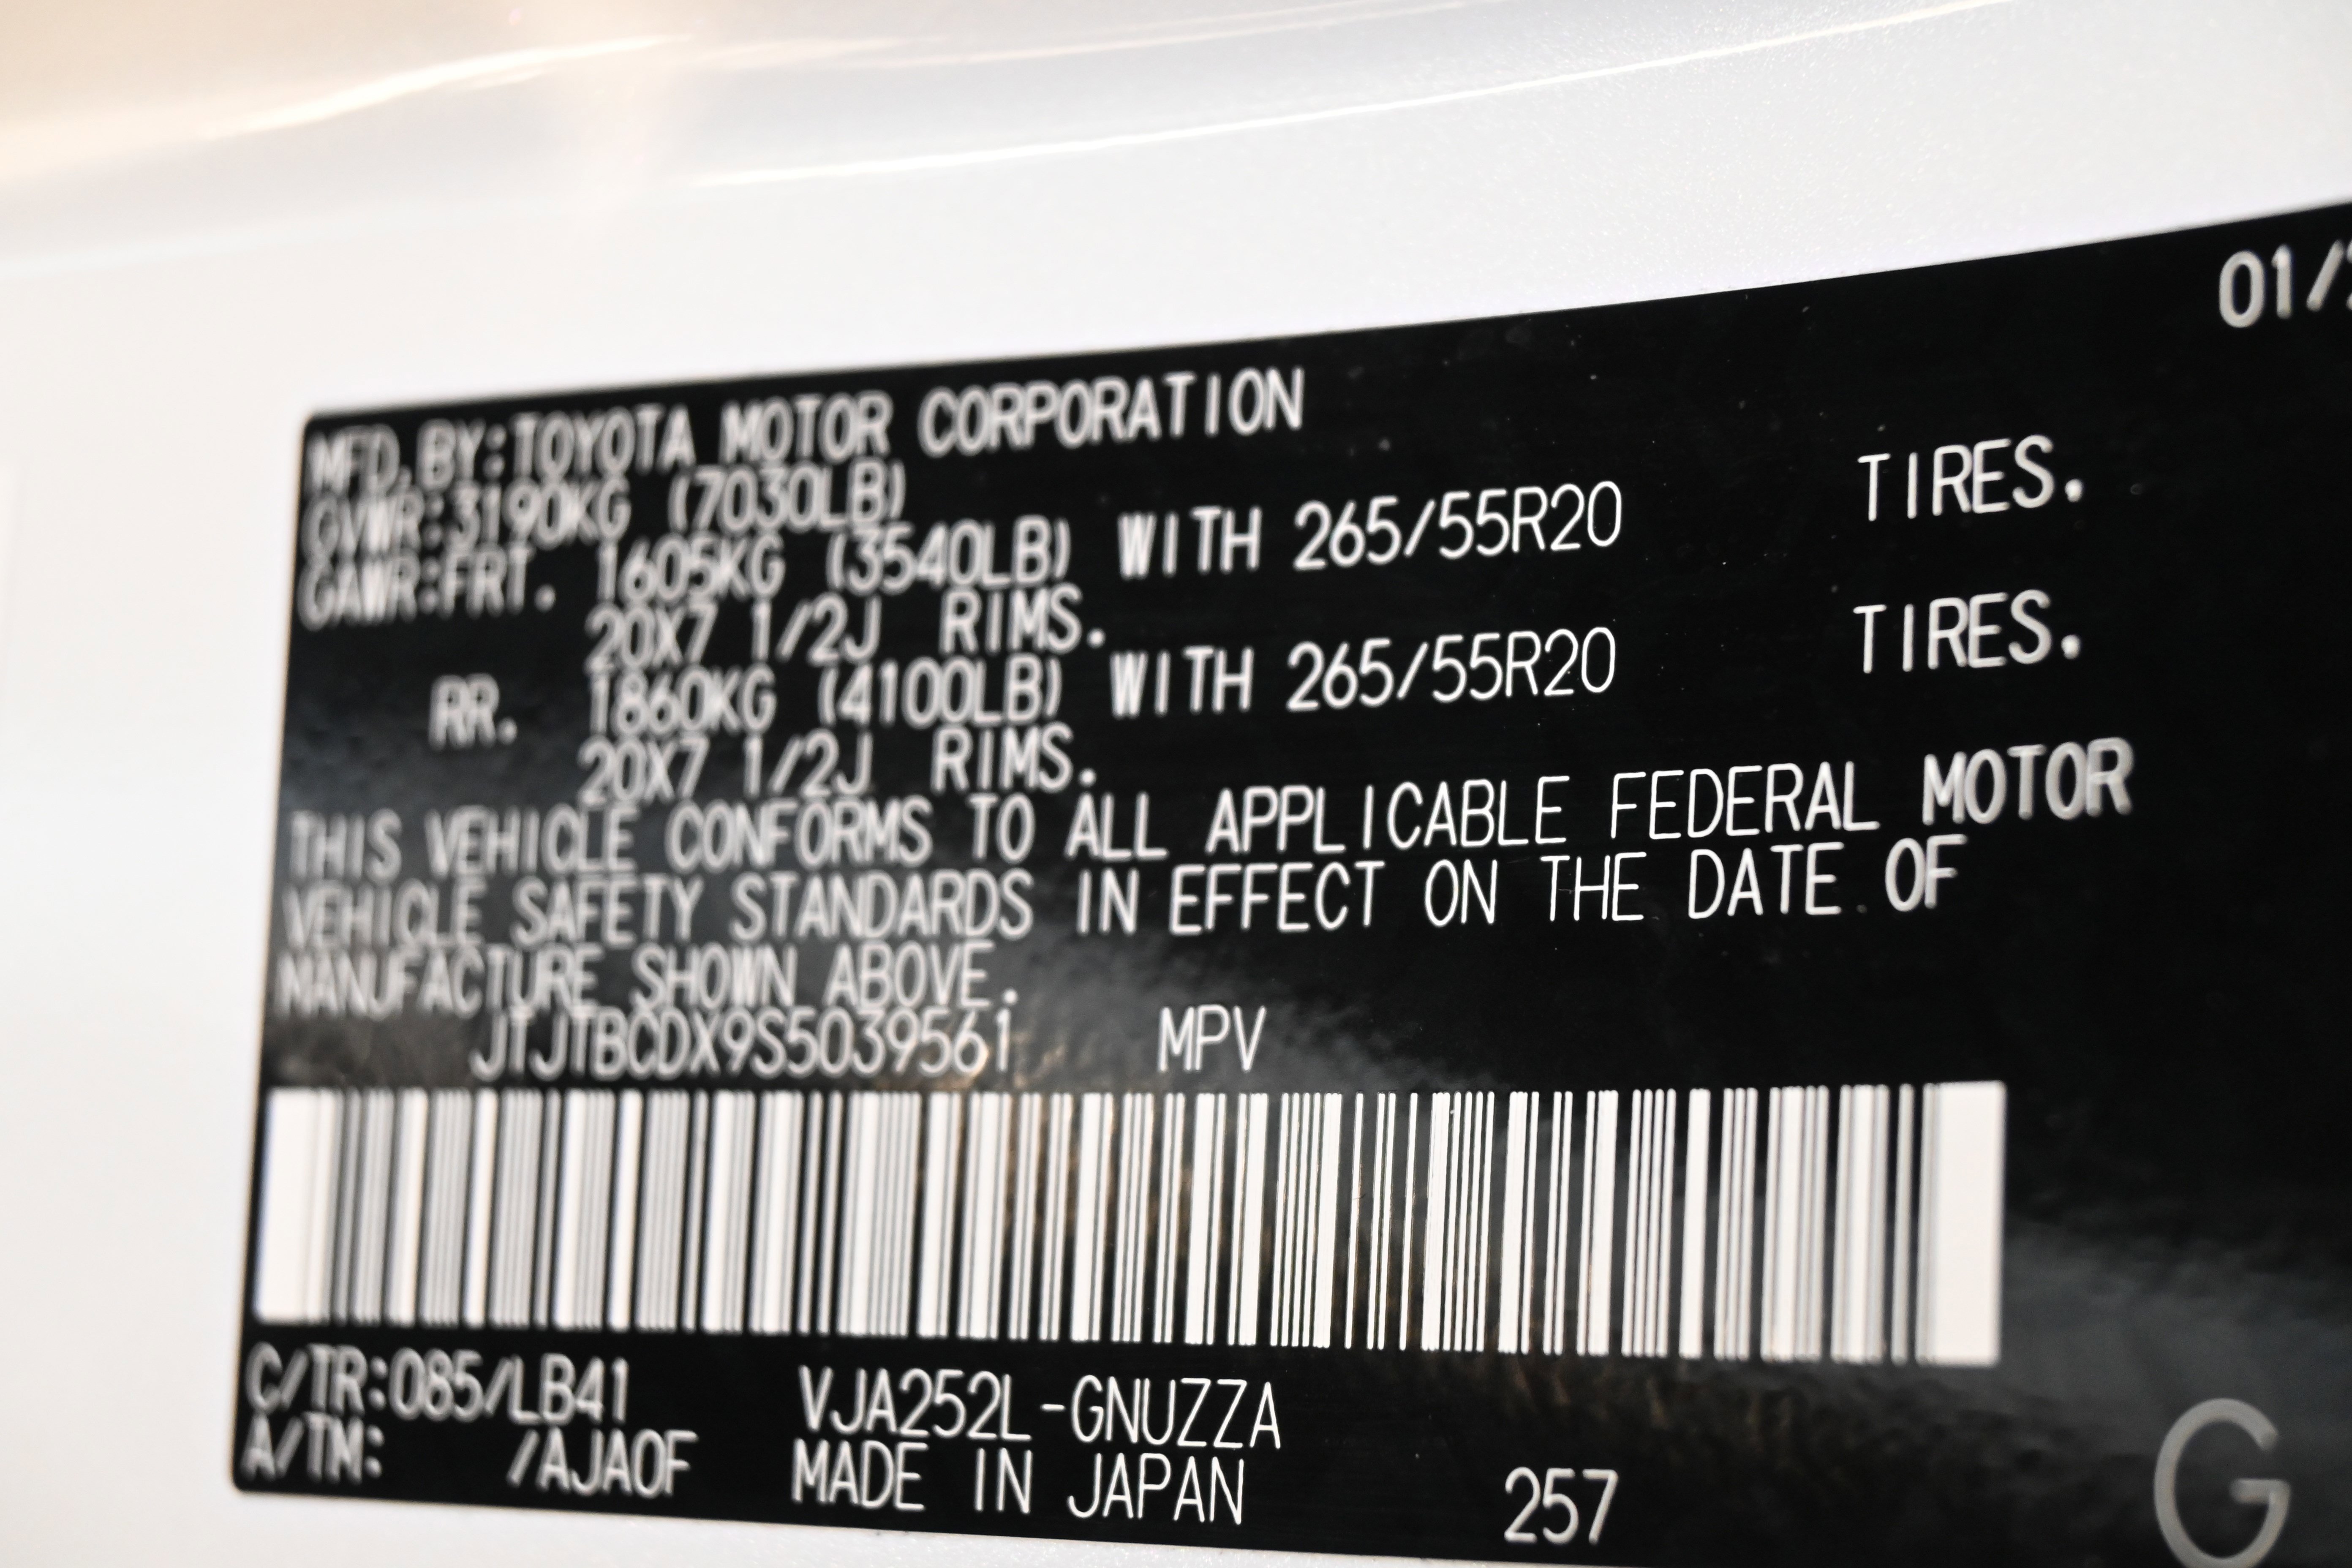 01/
MFD.BY:TOYOTA MOTOR CORPORATION
GVWR:3190KG (7030LB)
GAWR:FRT. 1605KG (3540LB) WITH 265/55R20 TIRES.
20X7 1/2J RIMS.
RR. 1860KG (4100LB) WITH 265/55R20 TIRES.
20X7 1/2J RIMS.
THIS VEHICLE CONFORMS TO ALL APPLICABLE FEDERAL MOTOR
VEHICLE SAFETY STANDARDS IN EFFECT ON THE DATE OF
MANUFACTURE SHOWN ABOVE.
JTJTBCDX9S5039561 MPV
C/TR:085/LB41 VJA252L-GNUZZA
A/TM: /AJA0F MADE IN JAPAN 257
G